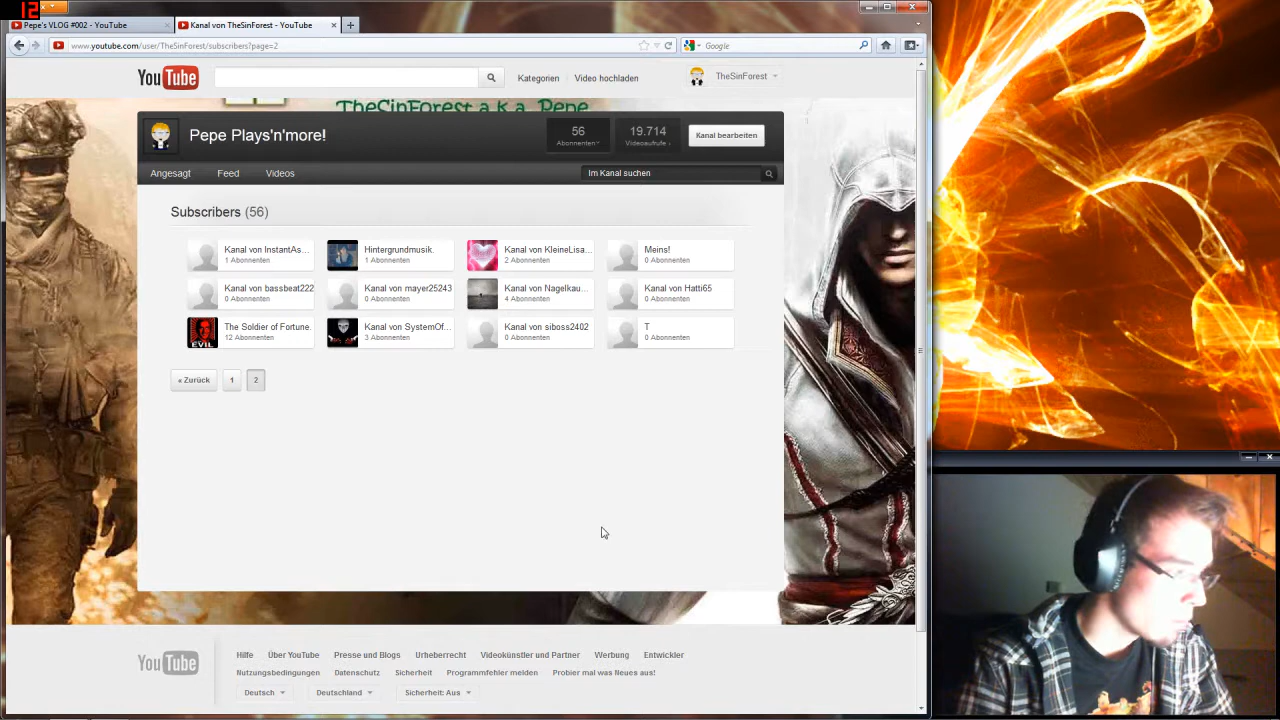 12
Pepe's VLOG #002 - YouTube
Kanal von TheSinForest - YouTube
www.youtube.com/user/TheSinForest/subscribers?page=2
Google
YouTube
Kategorien
Video hochladen
TheSinForest
TheSinForest a.k.a. Pepe
Pepe Plays'n'more!
56
Abonnenten
19.714
Videoaufrufe
Kanal bearbeiten
Angesagt
Feed
Videos
Im Kanal suchen
Subscribers (56)
Kanal von InstantAs...
1 Abonnenten
Hintergrundmusik.
1 Abonnenten
Kanal von KleineLisa...
2 Abonnenten
Meins!
0 Abonnenten
Kanal von bassbeat222
0 Abonnenten
Kanal von mayer25243
0 Abonnenten
Kanal von Nagelkau...
4 Abonnenten
Kanal von Hatti65
0 Abonnenten
The Soldier of Fortune.
12 Abonnenten
EVIL
Kanal von SystemOf...
3 Abonnenten
Kanal von siboss2402
0 Abonnenten
T
0 Abonnenten
« Zurück
1
2
YouTube
Hilfe
Über YouTube
Presse und Blogs
Urheberrecht
Videokünstler und Partner
Werbung
Entwickler
Nutzungsbedingungen
Datenschutz
Sicherheit
Programmfehler melden
Probier mal was Neues aus!
Deutsch
Deutschland
Sicherheit: Aus